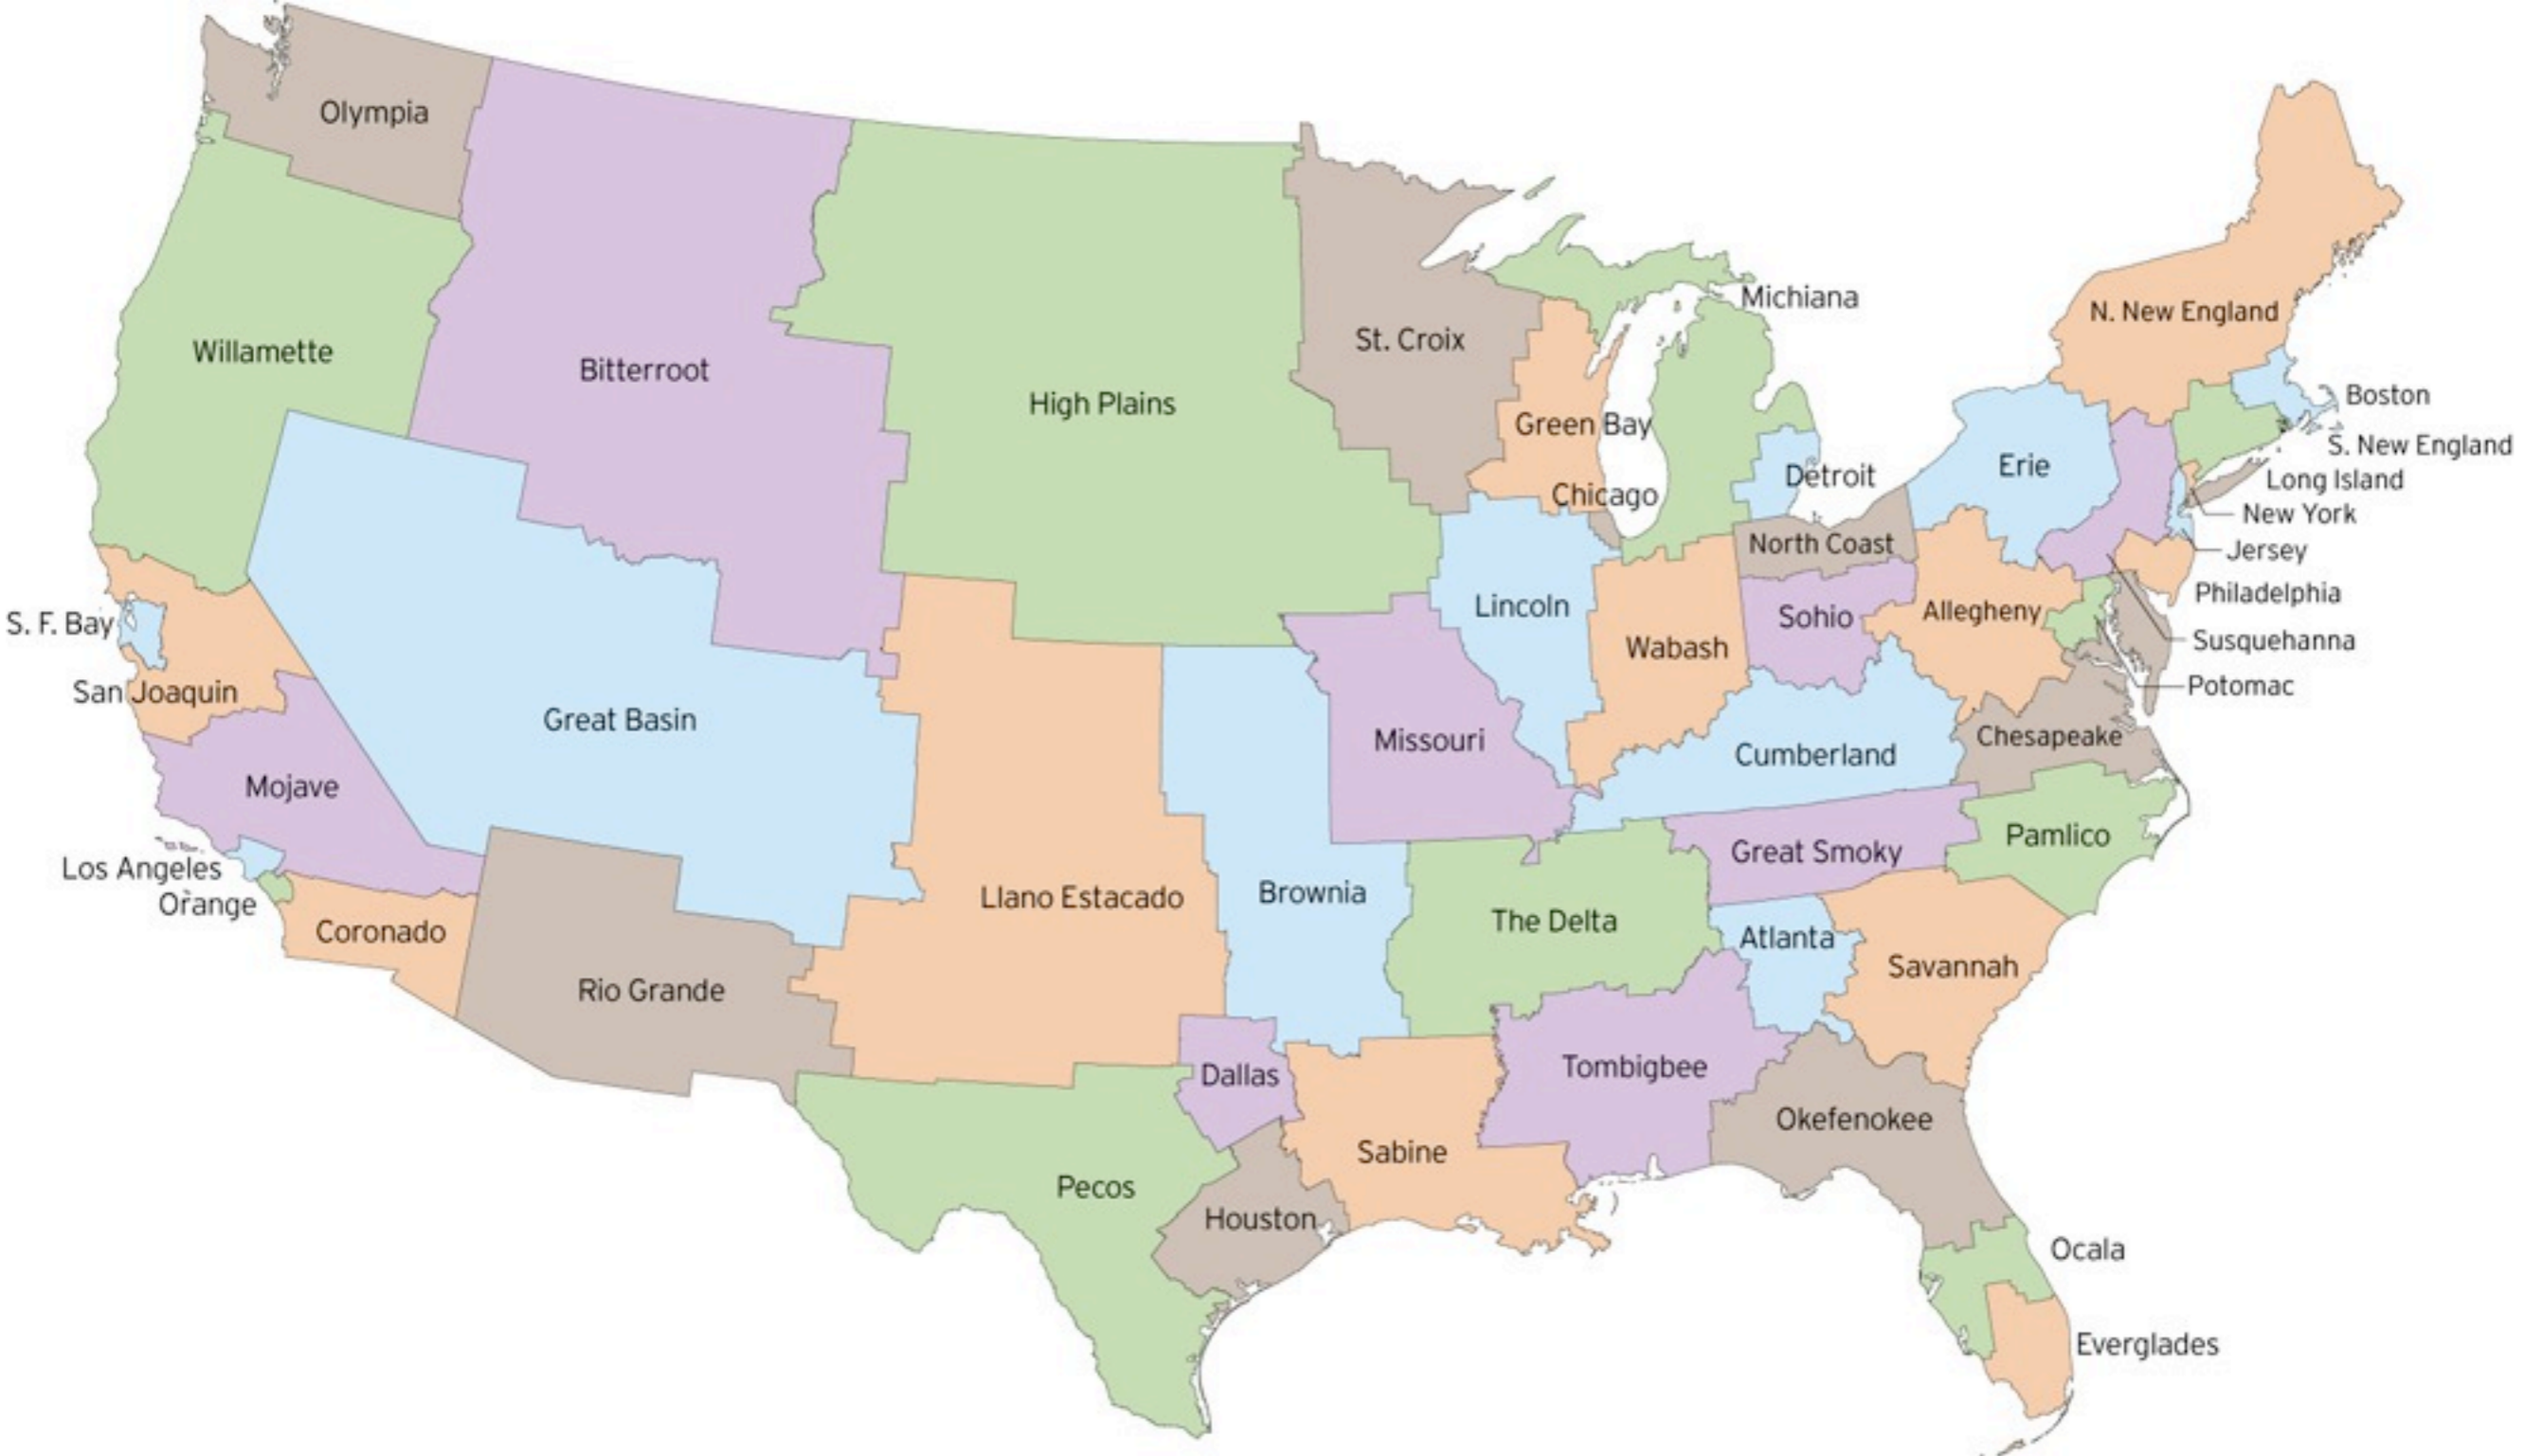 Olympia
Michiana
N. New England
St. Croix
Willamette
Bitterroot
High Plains
Boston
Green Bay
S. New England
Erie
Detroit
Long Island
Chicago
New York
North Coast
Jersey
Philadelphia
Lincoln
Allegheny
Sohio
S. F. Bay
Susquehanna
Wabash
Potomac
San Joaquin
Great Basin
Chesapeake
Missouri
Cumberland
Mojave
Pamlico
Great Smoky
Los Angeles
Brownia
Llano Estacado
Orange
The Delta
Coronado
Atlanta
Savannah
Rio Grande
Tombigbee
Dallas
Okefenokee
Sabine
Pecos
Houston
Ocala
Everglades